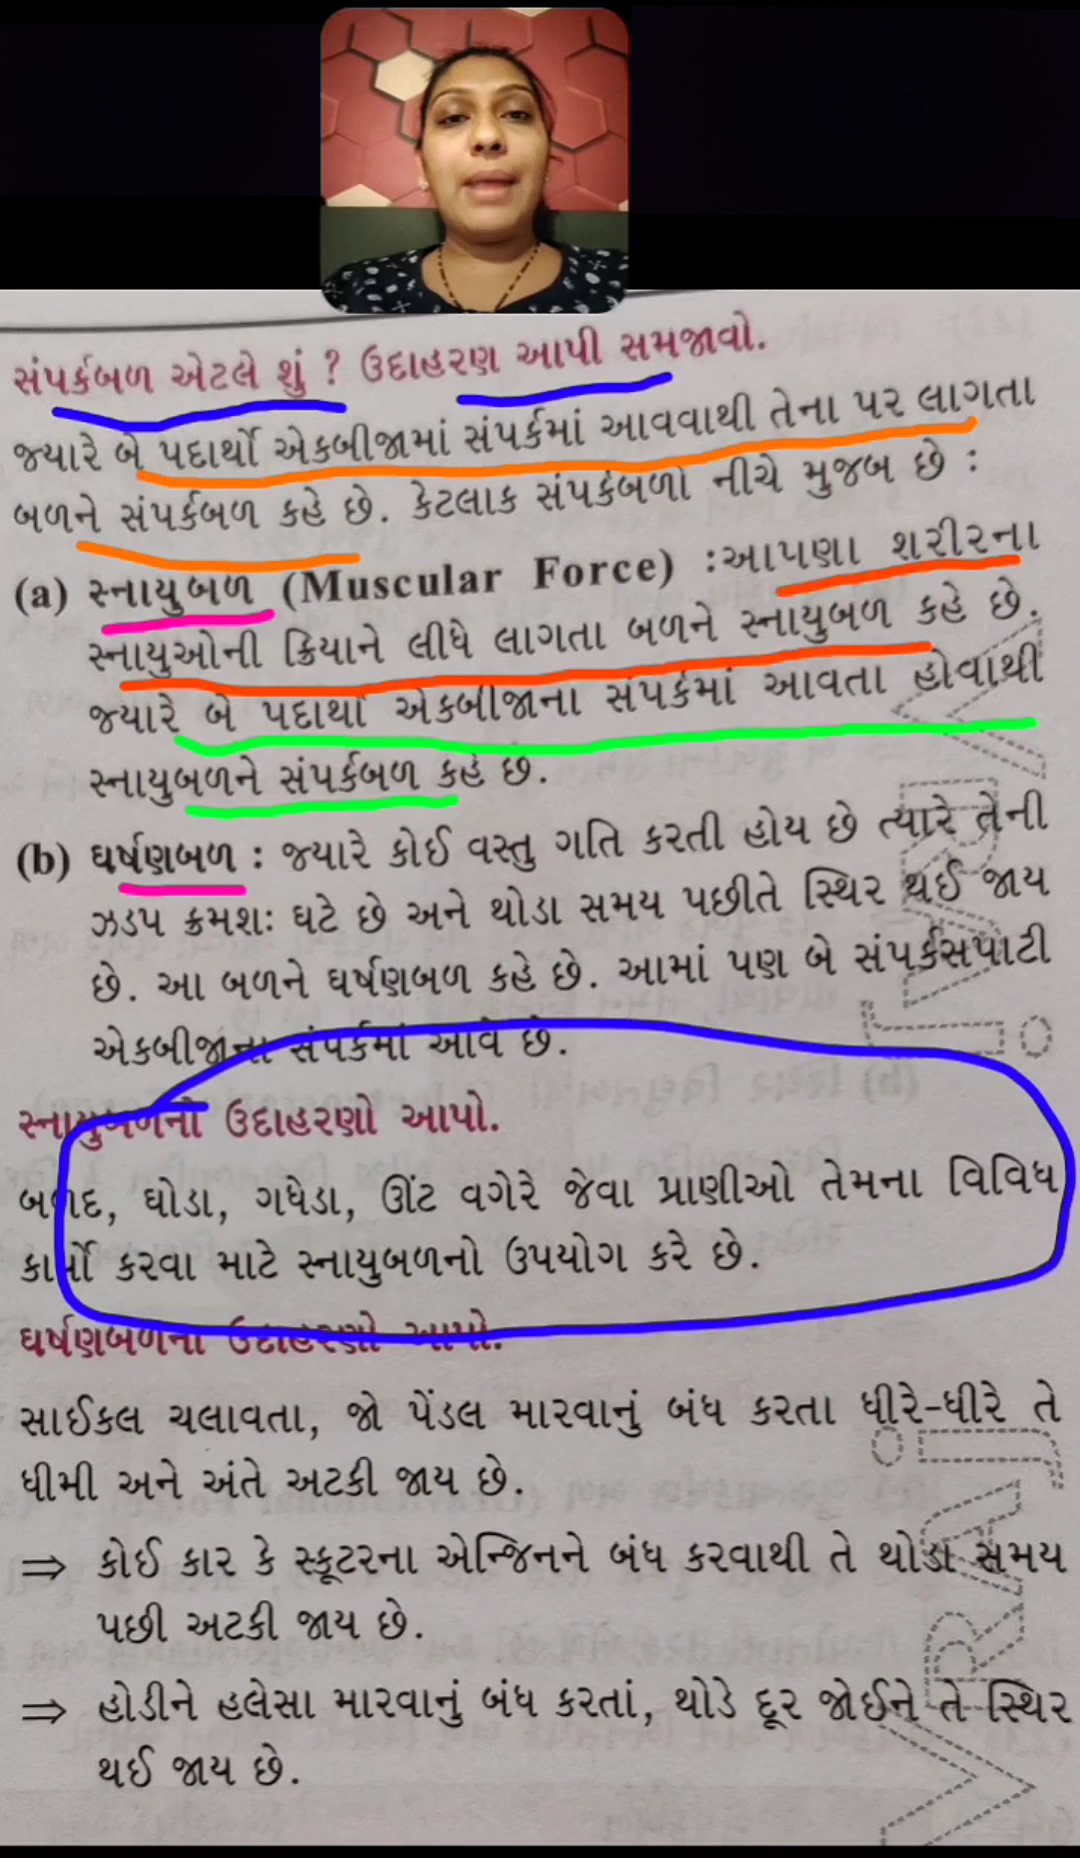 સંપર્કબળ એટલે શું ? ઉદાહરણ આપી સમજાવો.
જ્યારે બે પદાર્થો એકબીજામાં સંપર્કમાં આવવાથી તેના પર લાગતા
બળને સંપર્કબળ કહે છે. કેટલાક સંપર્કબળો નીચે મુજબ છે :
(a) સ્નાયુબળ (Muscular Force) :આપણા શરીરના
સ્નાયુઓની ક્રિયાને લીધે લાગતા બળને સ્નાયુબળ કહે છે.
જ્યારે બે પદાર્થો એકબીજાના સંપર્કમાં આવતા હોવાથી
સ્નાયુબળને સંપર્કબળ કહે છે.
(b) ઘર્ષણબળ : જ્યારે કોઈ વસ્તુ ગતિ કરતી હોય છે ત્યારે તેની
ઝડપ ક્રમશઃ ઘટે છે અને થોડા સમય પછીતે સ્થિર થઈ જાય
છે. આ બળને ઘર્ષણબળ કહે છે. આમાં પણ બે સંપર્કસપાટી
એકબીજાના સંપર્કમાં આવે છે.
સ્નાયુબળનો ઉદાહરણો આપો.
બળદ, ઘોડા, ગધેડા, ઊંટ વગેરે જેવા પ્રાણીઓ તેમના વિવિધ
કાર્યો કરવા માટે સ્નાયુબળનો ઉપયોગ કરે છે.
ઘર્ષણબળના ઉદાહરણો આપો.
સાઈકલ ચલાવતા, જો પેંડલ મારવાનું બંધ કરતા ધીરે-ધીરે તે
ધીમી અને અંતે અટકી જાય છે.
⇒ કોઈ કાર કે સ્કૂટરના એન્જિનને બંધ કરવાથી તે થોડા સમય
પછી અટકી જાય છે.
⇒ હોડીને હલેસા મારવાનું બંધ કરતાં, થોડે દૂર જોઈને તે સ્થિર
થઈ જાય છે.